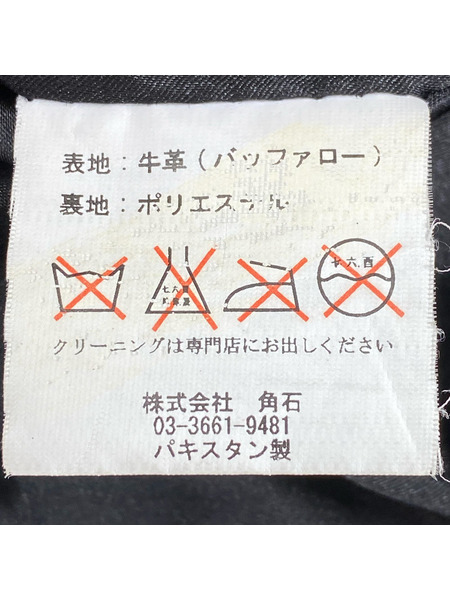 表地：牛革（バッファロー）
裏地：ポリエステル
クリーニングは専門店にお出しください
株式会社　角石
03-3661-9481
パキスタン製